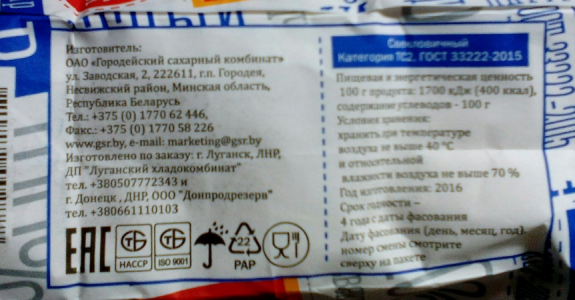 Изготовитель:
ОАО «Городейский сахарный комбинат»
ул. Заводская, 2, 222611, г.п. Городея,
Несвижский район, Минская область,
Республика Беларусь
Тел.: +375 (0) 1770 62 446,
Факс.: +375 (0) 1770 58 226
www.gsr.by, e-mail: marketing@gsr.by
Изготовлено по заказу: г. Луганск, ЛНР,
ДП "Луганский хладокомбинат"
тел. +380507772343 и
г. Донецк , ДНР, ООО "Донпродрезерв"
тел. +380661110103
ЕАС
ТБ
НАССР
ТБ
ISO 9001
22
PAP
Свекловичный
Категория ТС2, ГОСТ 33222-2015
Пищевая и энергетическая ценность
100 г продукта: 1700 кДж (400 ккал),
содержание углеводов - 100 г
Условия хранения:
хранить при температуре
воздуха не выше 40 °С
и относительной
влажности воздуха не выше 70 %
Год изготовления: 2016
Срок годности –
4 года с даты фасования
Дату фасования (день, месяц, год),
номер смены смотрите
сверху на пакете